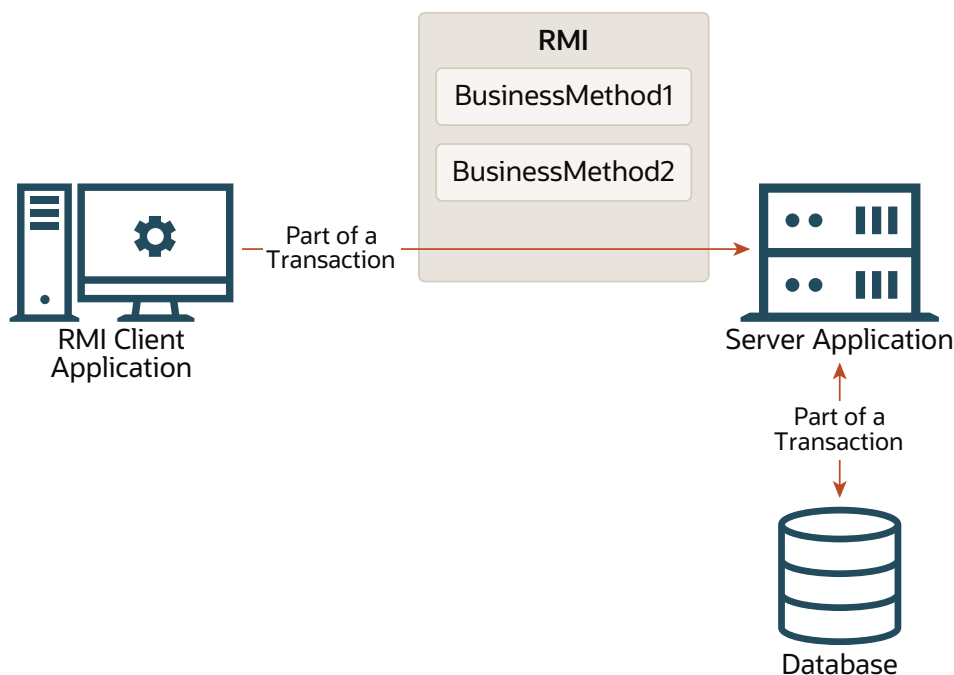 RMI
BusinessMethod1
BusinessMethod2
Part of a
Transaction
RMI Client
Application
Server Application
Part of a
Transaction
Database